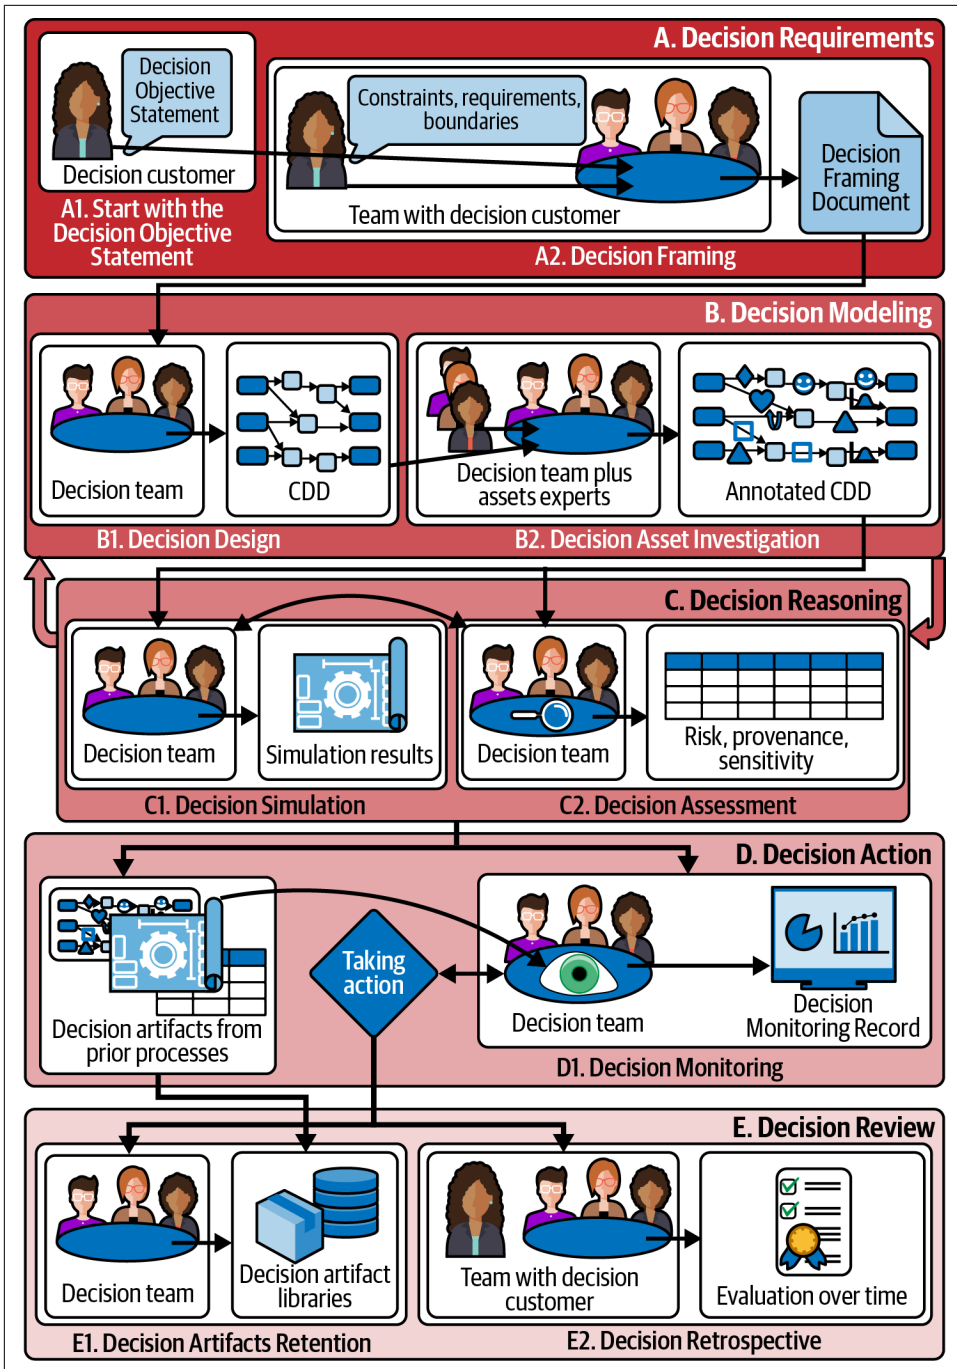 A. Decision Requirements
Decision
Objective
Statement
Decision customer
A1. Start with the
Decision Objective
Statement
Constraints, requirements,
boundaries
Team with decision customer
Decision
Framing
Document
A2. Decision Framing
B. Decision Modeling
Decision team
CDD
B1. Decision Design
Decision team plus
assets experts
Annotated CDD
B2. Decision Asset Investigation
C. Decision Reasoning
Decision team
Simulation results
C1. Decision Simulation
Decision team
Risk, provenance,
sensitivity
C2. Decision Assessment
D. Decision Action
Decision artifacts from
prior processes
Taking
action
Decision team
Decision
Monitoring Record
D1. Decision Monitoring
E. Decision Review
Decision team
Decision artifact
libraries
E1. Decision Artifacts Retention
Team with decision
customer
Evaluation over time
E2. Decision Retrospective